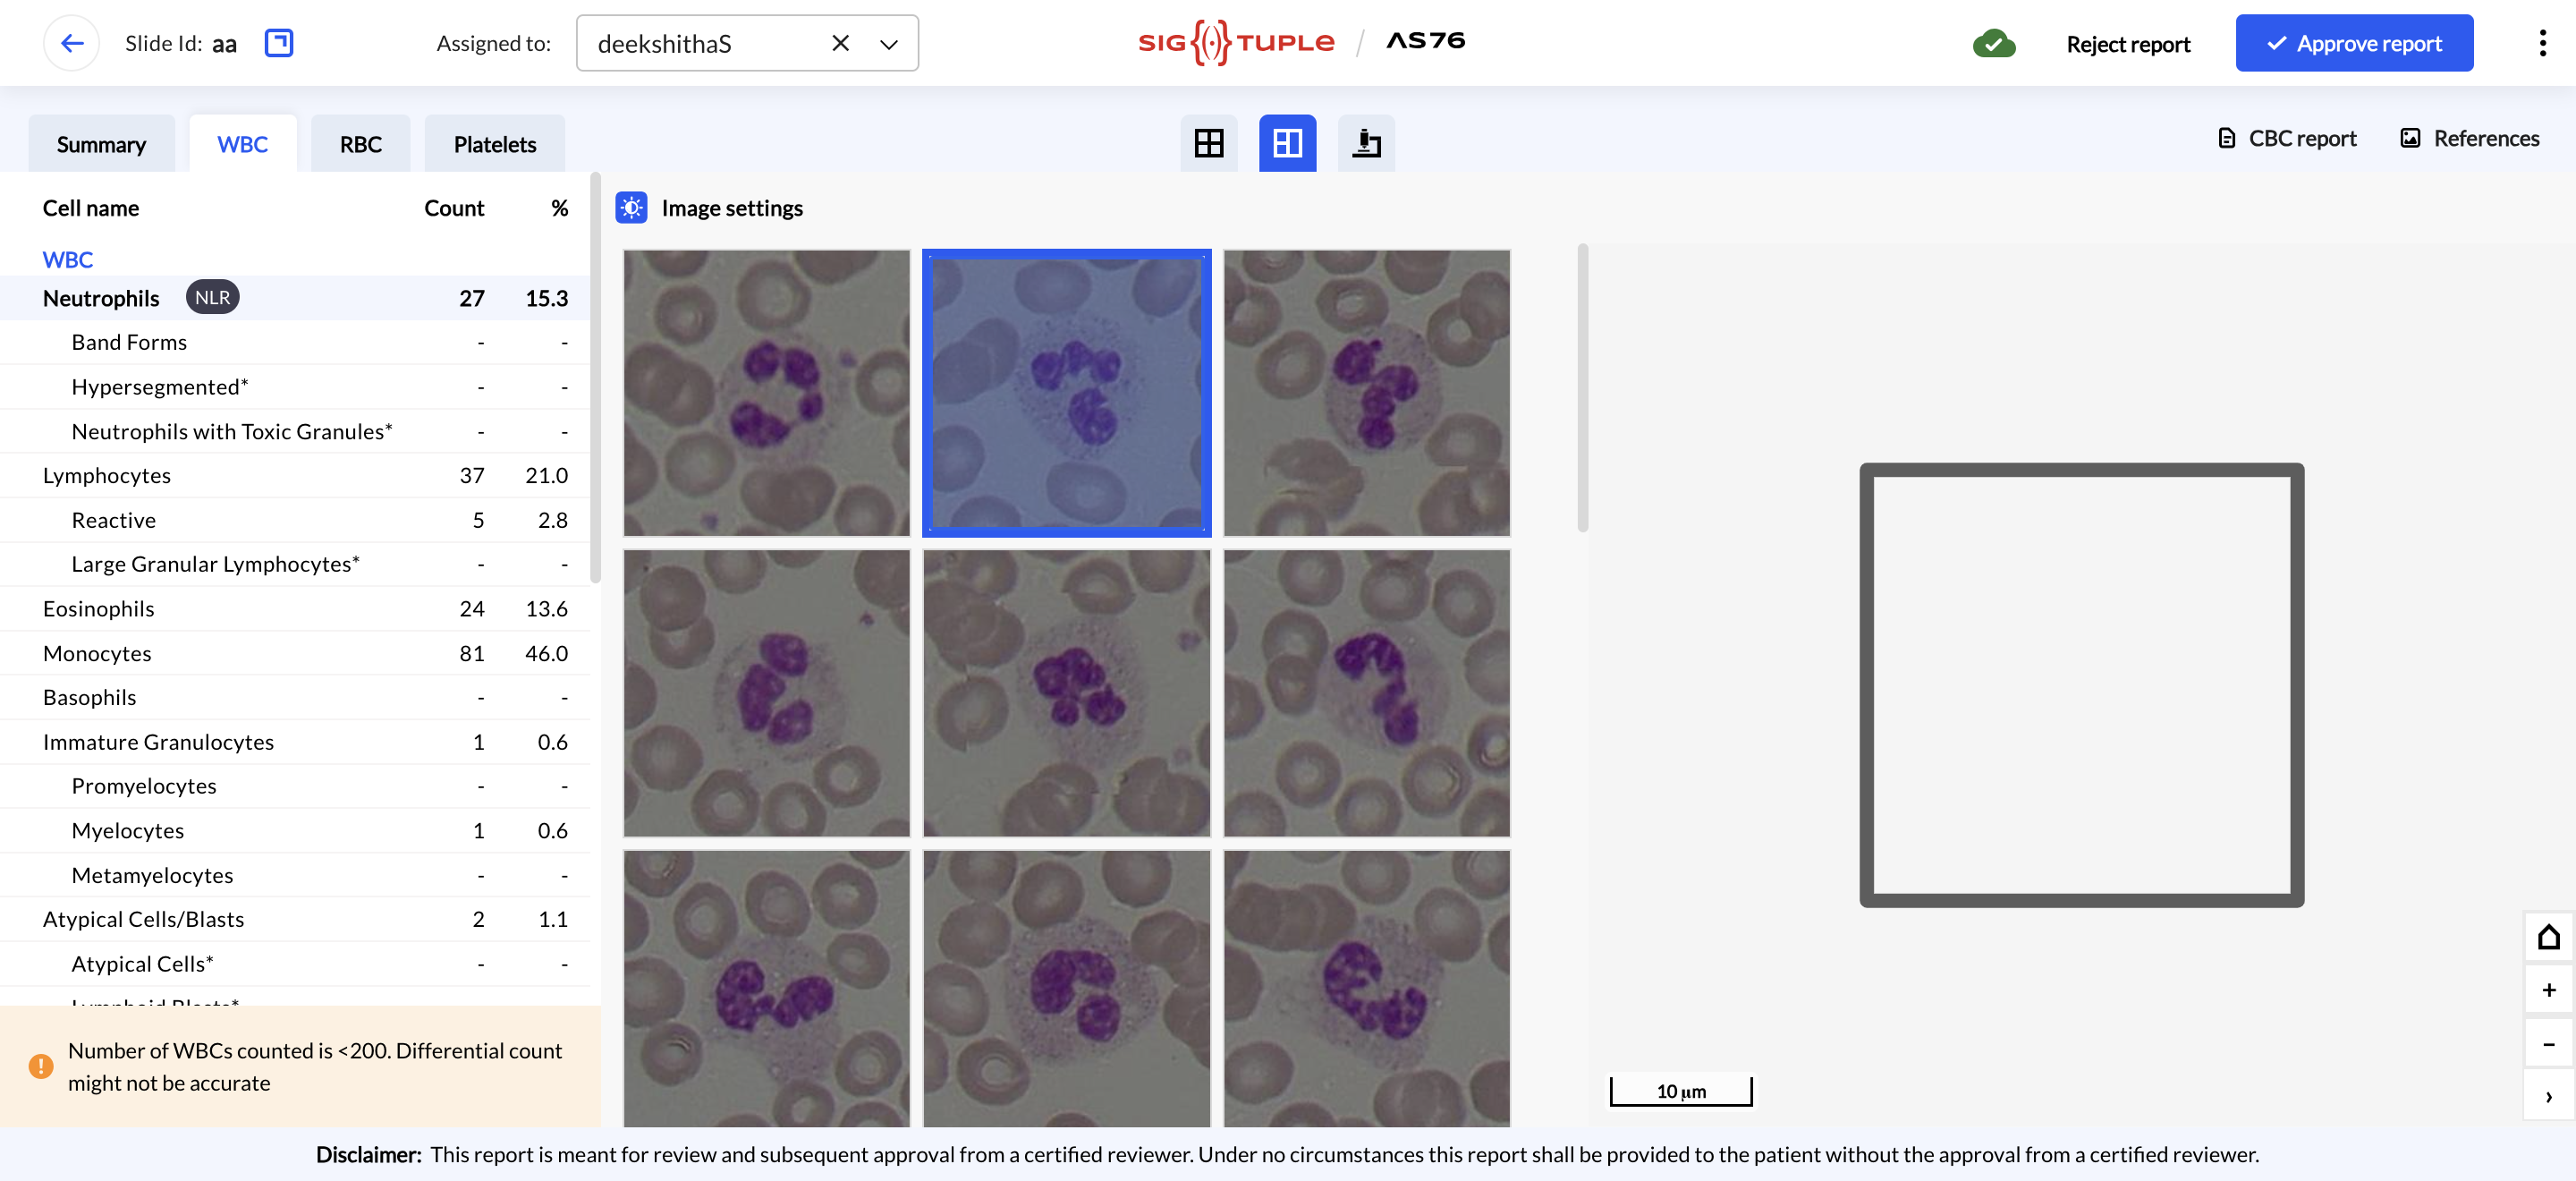 Slide Id: aa
Assigned to: deekshithaS
SIG{·}TUPLE / AS76
Reject report
Approve report
Summary WBC RBC Platelets
CBC report References
Cell name Count %
Image settings
WBC
Neutrophils NLR 27 15.3
Band Forms - -
Hypersegmented* - -
Neutrophils with Toxic Granules* - -
Lymphocytes 37 21.0
Reactive 5 2.8
Large Granular Lymphocytes* - -
Eosinophils 24 13.6
Monocytes 81 46.0
Basophils - -
Immature Granulocytes 1 0.6
Promyelocytes - -
Myelocytes 1 0.6
Metamyelocytes - -
Atypical Cells/Blasts 2 1.1
Atypical Cells* - -
Lymphoid Blasts*
Number of WBCs counted is <200. Differential count
might not be accurate
10 μm
Disclaimer: This report is meant for review and subsequent approval from a certified reviewer. Under no circumstances this report shall be provided to the patient without the approval from a certified reviewer.